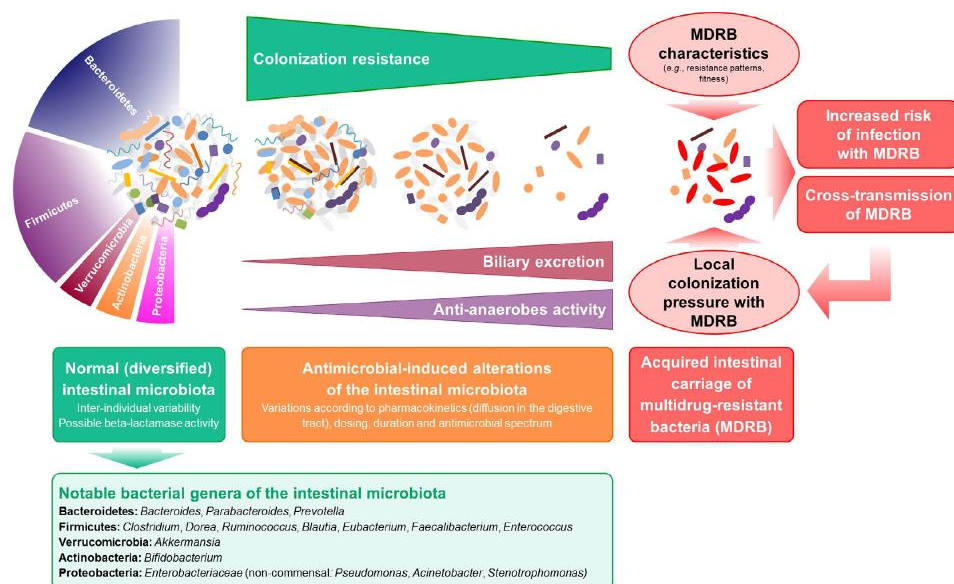 Bacteroidetes
Firmicutes
Verrucomicrobia
Actinobacteria
Proteobacteria
Colonization resistance
MDRB
characteristics
(e.g., resistance patterns,
fitness)
Increased risk
of infection
with MDRB
Cross-transmission
of MDRB
Biliary excretion
Anti-anaerobes activity
Local
colonization
pressure with
MDRB
Normal (diversified)
intestinal microbiota
Inter-individual variability
Possible beta-lactamase activity
Antimicrobial-induced alterations
of the intestinal microbiota
Variations according to pharmacokinetics (diffusion in the digestive
tract), dosing, duration and antimicrobial spectrum
Acquired intestinal
carriage of
multidrug-resistant
bacteria (MDRB)
Notable bacterial genera of the intestinal microbiota
Bacteroidetes: Bacteroides, Parabacteroides, Prevotella
Firmicutes: Clostridium, Dorea, Ruminococcus, Blautia, Eubacterium, Faecalibacterium, Enterococcus
Verrucomicrobia: Akkermansia
Actinobacteria: Bifidobacterium
Proteobacteria: Enterobacteriaceae (non-commensal: Pseudomonas, Acinetobacter, Stenotrophomonas)